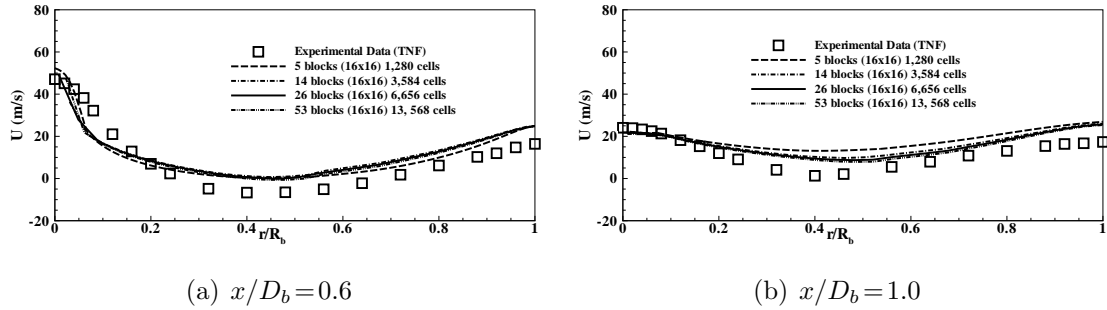 80
60
40
20
0
-20
U (m/s)
0
0.2
0.4
0.6
0.8
1
r/R_b
Experimental Data (TNF)
5 blocks (16x16) 1,280 cells
14 blocks (16x16) 3,584 cells
26 blocks (16x16) 6,656 cells
53 blocks (16x16) 13, 568 cells
(a) x/D_b=0.6
80
60
40
20
0
-20
U (m/s)
0
0.2
0.4
0.6
0.8
1
r/R_b
Experimental Data (TNF)
5 blocks (16x16) 1,280 cells
14 blocks (16x16) 3,584 cells
26 blocks (16x16) 6,656 cells
53 blocks (16x16) 13, 568 cells
(b) x/D_b=1.0